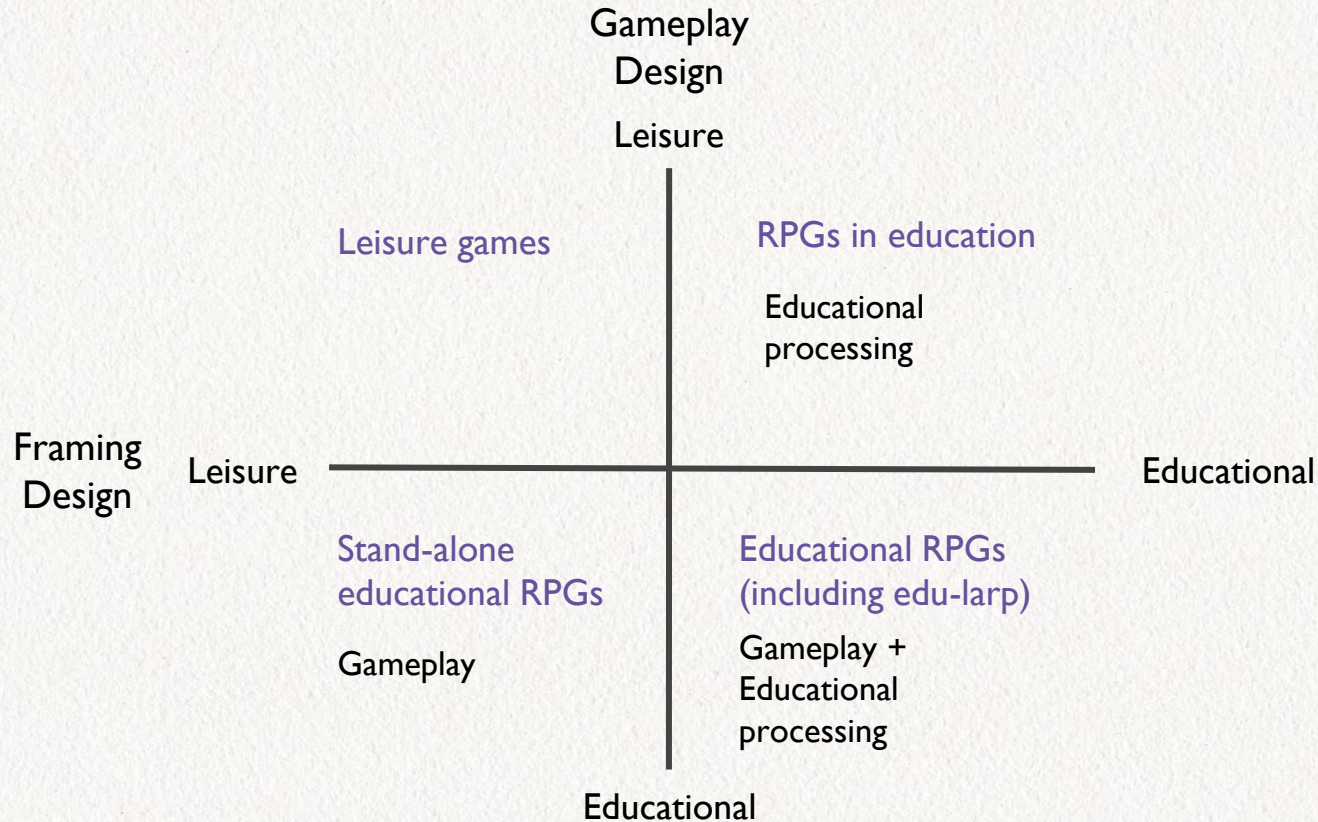 Gameplay
Design
Leisure
Leisure games
RPGs in education
Educational
processing
Framing
Design
Leisure
Educational
Stand-alone
educational RPGs
Gameplay
Educational RPGs
(including edu-larp)
Gameplay +
Educational
processing
Educational